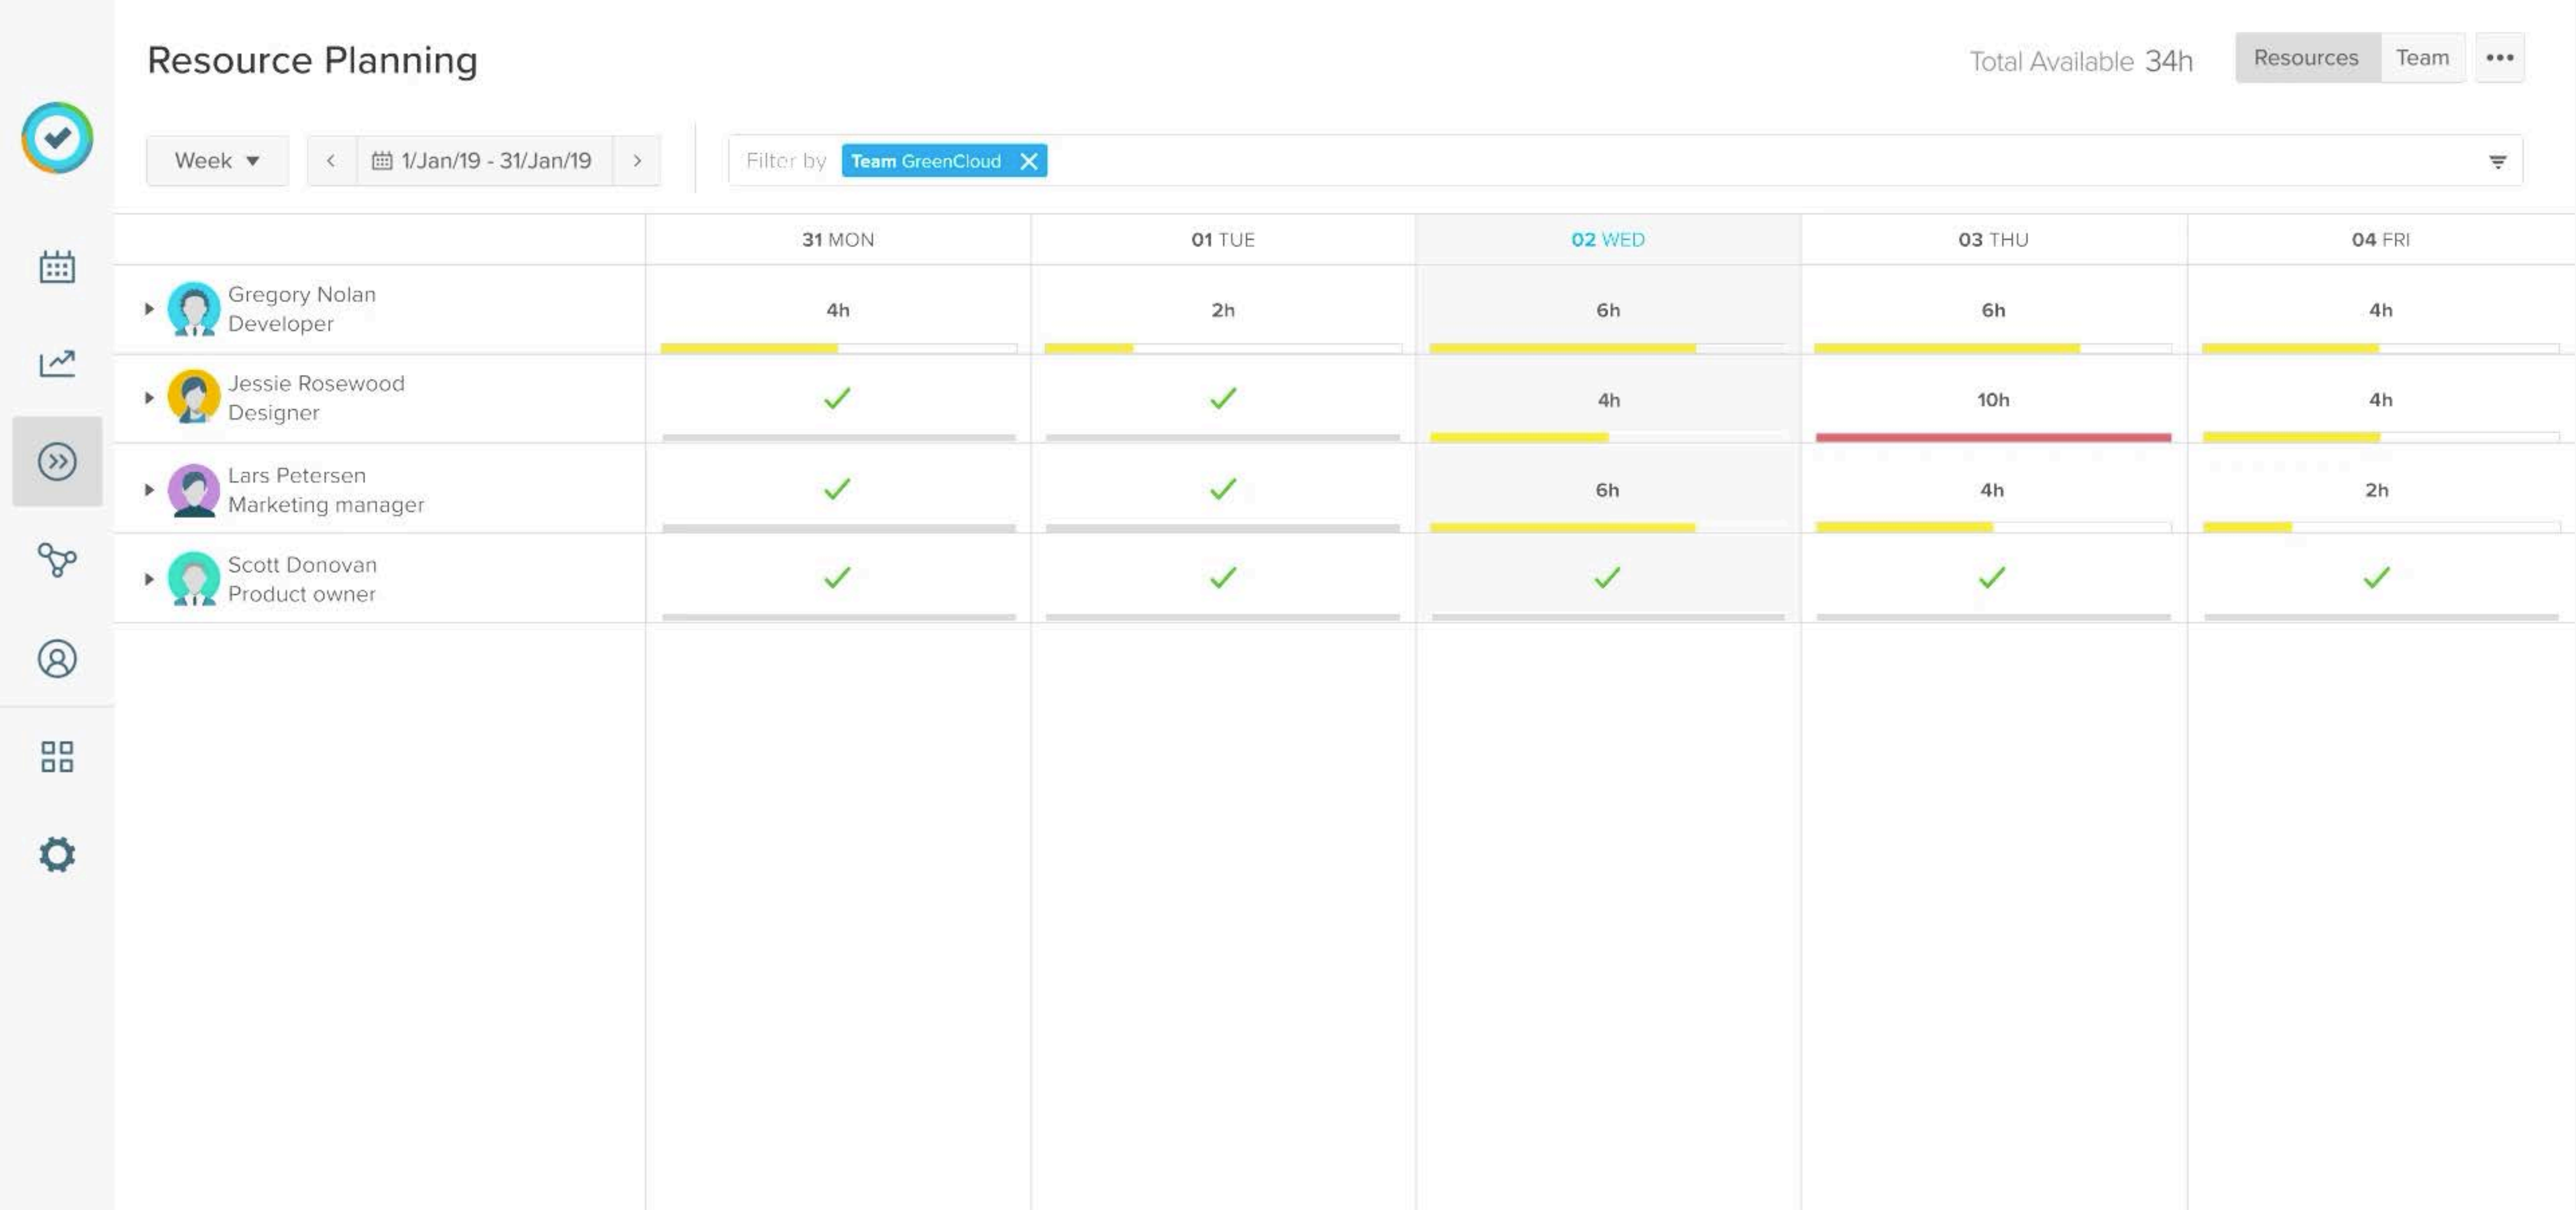 Resource Planning
Total Available 34h
Resources
Team
Week
1/Jan/19 - 31/Jan/19
Filter by
Team GreenCloud
31 MON
01 TUE
02 WED
03 THU
04 FRI
Gregory Nolan
Developer
4h
2h
6h
6h
4h
Jessie Rosewood
Designer
4h
10h
4h
Lars Petersen
Marketing manager
6h
4h
2h
Scott Donovan
Product owner